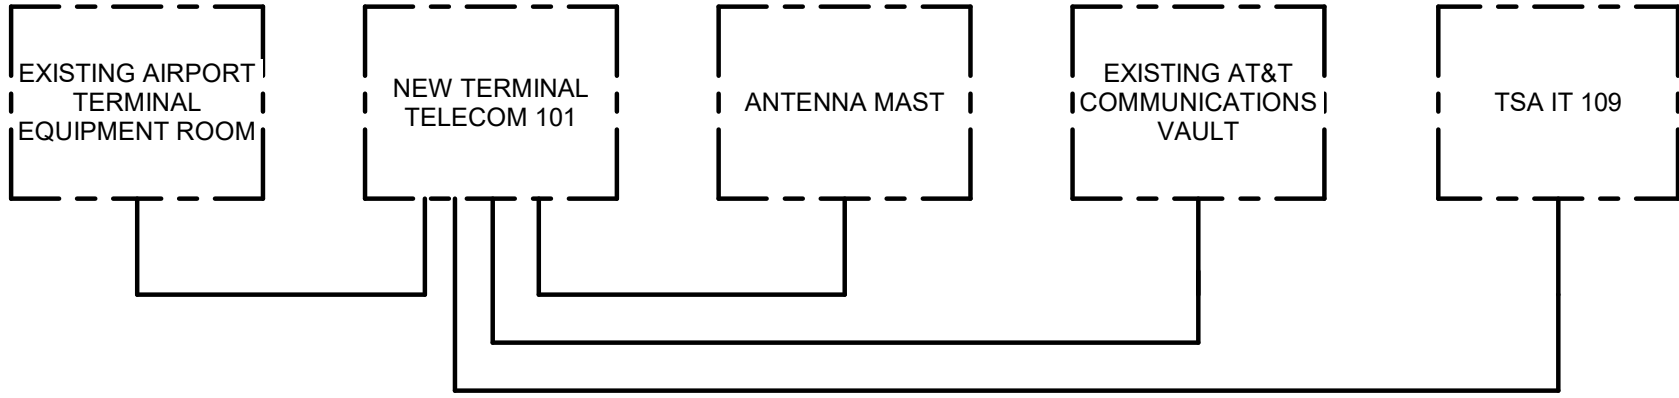 EXISTING AIRPORT
TERMINAL
EQUIPMENT ROOM
NEW TERMINAL
TELECOM 101
ANTENNA MAST
EXISTING AT&T
COMMUNICATIONS
VAULT
TSA IT 109